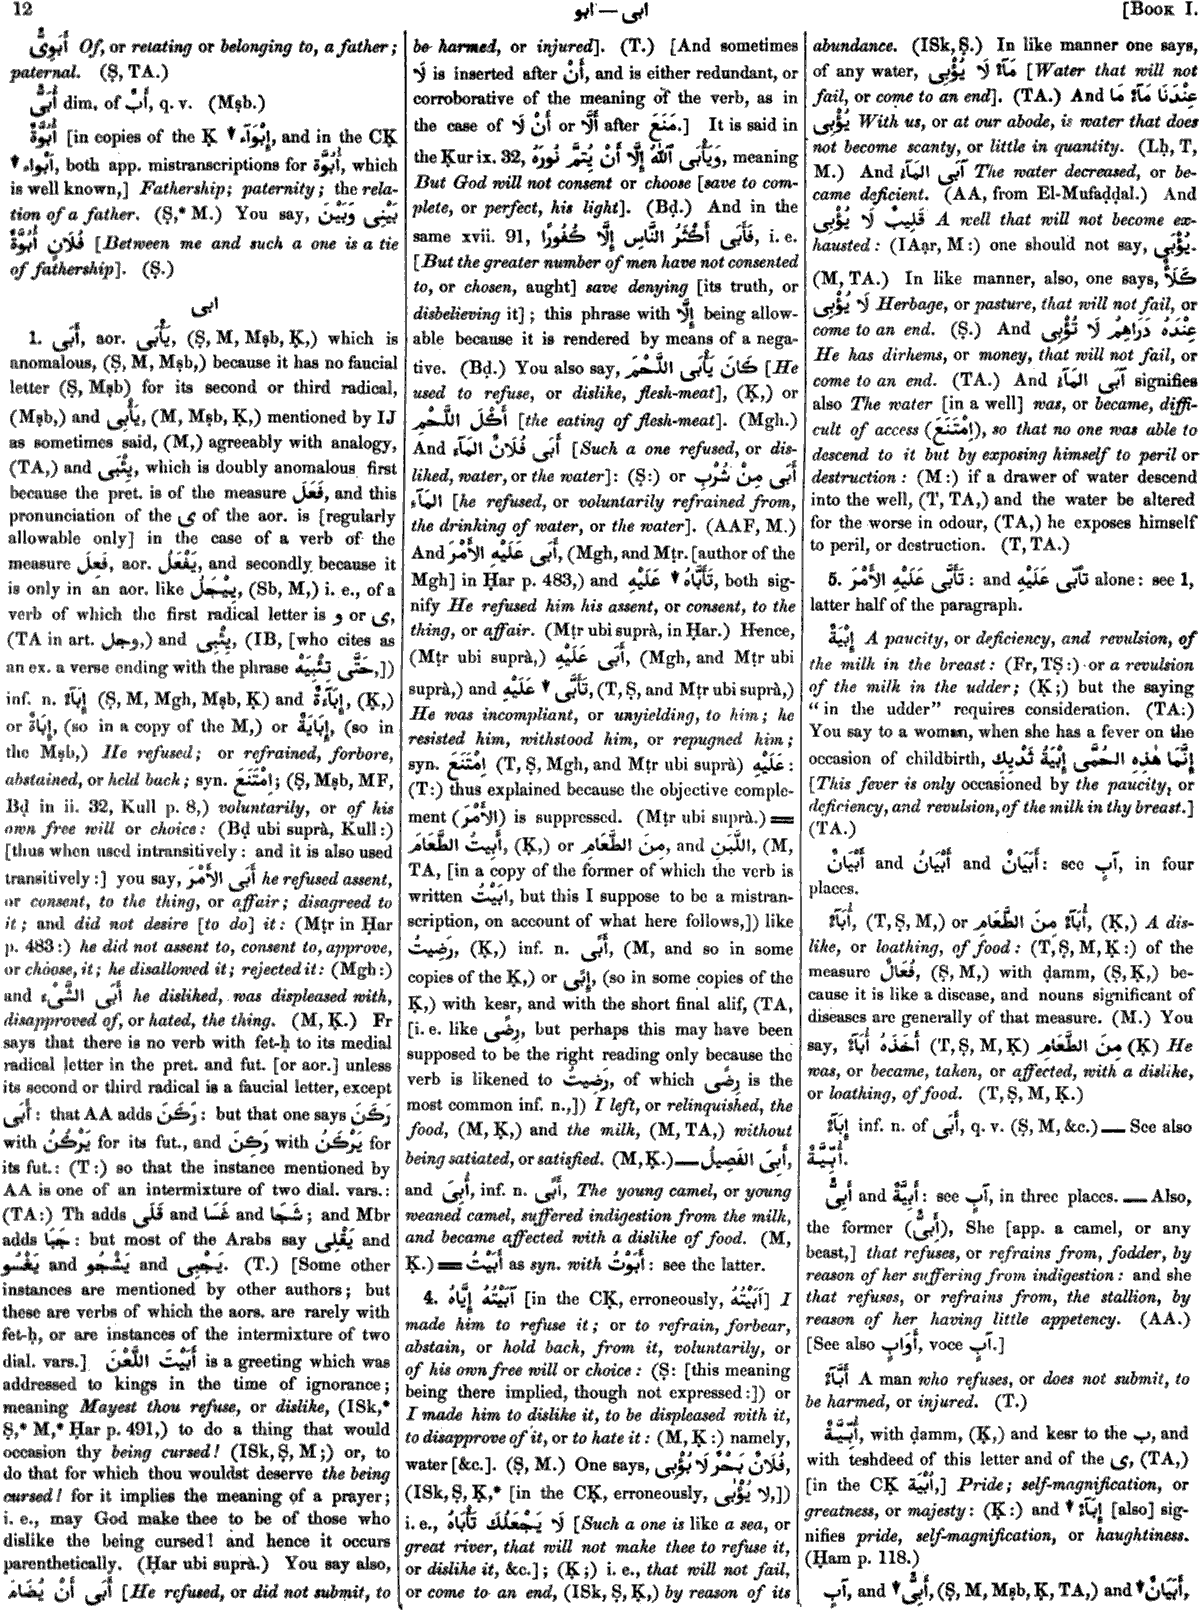 12
ابو — ابى
[BOOK I.
أَبَوِىٌّ Of, or relating or belonging to, a father;
paternal. (Ṣ, TA.)
أُبَىٌّ dim. of أَبٌ, q. v. (Mṣb.)
أُبُوَّةٌ [in copies of the Ḳ ↓ إِبْوَآء, and in the CḲ
↓ اَبْواء, both app. mistranscriptions for أُبُوَّة, which
is well known,] Fathership; paternity; the rela-
tion of a father. (Ṣ,* M.) You say, بَيْنِى وَبَيْنَ
فُلَانٍ أُبُوَّةٌ [Between me and such a one is a tie
of fathership]. (Ṣ.)
ابى
1. أَبَى, aor. يَأْبَى, (Ṣ, M, Mṣb, Ḳ,) which is
anomalous, (Ṣ, M, Mṣb,) because it has no faucial
letter (Ṣ, Mṣb) for its second or third radical,
(Mṣb,) and يَأْبِى, (M, Mṣb, Ḳ,) mentioned by IJ
as sometimes said, (M,) agreeably with analogy,
(TA,) and يِئْبَى, which is doubly anomalous, first
because the pret. is of the measure فَعَلَ, and this
pronunciation of the ى of the aor. is [regularly
allowable only] in the case of a verb of the
measure فَعِلَ, aor. يَفْعَلُ, and secondly because it
is only in an aor. like يِيْجَلُ, (Sb, M,) i. e., of a
verb of which the first radical letter is و or ى,
(TA in art. وجل,) and يِئْبِى, (IB, [who cites as
an ex. a verse ending with the phrase حَتَّى تِئْبِيَهْ,])
inf. n. إِبَآءٌ (Ṣ, M, Mgh, Mṣb, Ḳ) and إِبَآءَةٌ, (Ḳ,)
or إِبَاةٌ, (so in a copy of the M,) or إِبَايَةٌ, (so in
the Mṣb,) He refused; or refrained, forbore,
abstained, or held back; syn. اِمْتَنَعَ; (Ṣ, Mṣb, MF,
Bḍ in ii. 32, Kull p. 8,) voluntarily, or of his
own free will or choice: (Bḍ ubi suprà, Kull:)
[thus when used intransitively: and it is also used
transitively:] you say, أَبَى الأَمْرَ he refused assent,
or consent, to the thing, or affair; disagreed to
it; and did not desire [to do] it: (Mṭr in Ḥar
p. 483:) he did not assent to, consent to, approve,
or choose, it; he disallowed it; rejected it: (Mgh:)
and أَبَى الشَّىْءَ he disliked, was displeased with,
disapproved of, or hated, the thing. (M, Ḳ.) Fr
says that there is no verb with fet-ḥ to its medial
radical letter in the pret. and fut. [or aor.] unless
its second or third radical is a faucial letter, except
أَبَى: that AA adds رَكَنَ: but that one says رَكَنَ
with يَرْكُنُ for its fut., and رَكِنَ with يَرْكَنُ for
its fut.: (T:) so that the instance mentioned by
AA is one of an intermixture of two dial. vars.:
(TA:) Th adds قَلَى and غَسَا and شَجَا; and Mbr
adds جَبَا: but most of the Arabs say يَقْلِى and
يَغْسُو and يَشْجُو and يَجْبِى. (T.) [Some other
instances are mentioned by other authors; but
these are verbs of which the aors. are rarely with
fet-ḥ, or are instances of the intermixture of two
dial. vars.] أَبَيْتَ اللَّعْنَ is a greeting which was
addressed to kings in the time of ignorance;
meaning Mayest thou refuse, or dislike, (ISk,*
Ṣ,* M,* Ḥar p. 491,) to do a thing that would
occasion thy being cursed! (ISk, Ṣ, M;) or, to
do that for which thou wouldst deserve the being
cursed! for it implies the meaning of a prayer;
i. e., may God make thee to be of those who
dislike the being cursed! and hence it occurs
parenthetically. (Ḥar ubi suprà.) You say also,
أَبَى أَنْ يُضَامَ [He refused, or did not submit, to
be harmed, or injured]. (T.) [And sometimes
لَا is inserted after أَنْ, and is either redundant, or
corroborative of the meaning of the verb, as in
the case of أَنْ لَا or أَلَّا after مَنَعَ.] It is said in
the Ḳur ix. 32, وَيَأْبَى ٱللّٰهُ إِلَّا أَنْ يُتِمَّ نُورَهُ, meaning
But God will not consent or choose [save to com-
plete, or perfect, his light]. (Bḍ.) And in the
same xvii. 91, فَأَبَى أَكْثَرُ النَّاسِ إِلَّا كُفُورًا, i. e.
[But the greater number of men have not consented
to, or chosen, aught] save denying [its truth, or
disbelieving it]; this phrase with إِلَّا being allow-
able because it is rendered by means of a nega-
tive. (Bḍ.) You also say, كَانَ يَأْبَى اللَّحْمَ [He
used to refuse, or dislike, flesh-meat], (Ḳ,) or
أَكْلَ اللَّحْمِ [the eating of flesh-meat]. (Mgh.)
And أَبَى فُلَانٌ المَآءَ [Such a one refused, or dis-
liked, water, or the water]: (Ṣ:) or أَبَى مِنْ شُرْبِ
المَآءِ [he refused, or voluntarily refrained from,
the drinking of water, or the water]. (AAF, M.)
And أَبَى عَلَيْهِ الأَمْرَ, (Mgh, and Mṭr. [author of the
Mgh] in Ḥar p. 483,) and ↓ تَأَبَّاهُ عَلَيْهِ, both sig-
nify He refused him his assent, or consent, to the
thing, or affair. (Mṭr ubi suprà, in Ḥar.) Hence,
(Mṭr ubi suprà,) أَبَى عَلَيْهِ, (Mgh, and Mṭr ubi
suprà,) and ↓ تَأَبَّى عَلَيْهِ, (T, Ṣ, and Mṭr ubi suprà,)
He was incompliant, or unyielding, to him; he
resisted him, withstood him, or repugned him;
syn. اِمْتَنَعَ (T, Ṣ, Mgh, and Mṭr ubi suprà) عَلَيْهِ:
(T:) thus explained because the objective comple-
ment (الأَمْرَ) is suppressed. (Mṭr ubi suprà.) ==
أَبِيتُ الطَّعَامَ, (Ḳ,) or مِنَ الطَّعَامِ, and اللَّبَنِ, (M,
TA, [in a copy of the former of which the verb is
written اَبَيْتُ, but this I suppose to be a mistran-
scription, on account of what here follows,]) like
رَضِيتُ, (Ḳ,) inf. n. أَبًى, (M, and so in some
copies of the Ḳ,) or إِبًى, (so in some copies of the
Ḳ,) with kesr, and with the short final alif, (TA,
[i. e. like رِضًى, but perhaps this may have been
supposed to be the right reading only because the
verb is likened to رَضِيتُ, of which رِضًى is the
most common inf. n.,]) I left, or relinquished, the
food, (M, Ḳ,) and the milk, (M, TA,) without
being satiated, or satisfied. (M, Ḳ.) — أَبِىَ الفَصِيلُ,
and أُبِىَ, inf. n. أَبًى, The young camel, or young
weaned camel, suffered indigestion from the milk,
and became affected with a dislike of food. (M,
Ḳ.) == أَبَيْتُ as syn. with أَبَوْتُ: see the latter.
4. آبَيْتُهُ إِيَّاهُ [in the CḲ, erroneously, اَبَيْتُهُ] I
made him to refuse it; or to refrain, forbear,
abstain, or hold back, from it, voluntarily, or
of his own free will or choice: (Ṣ: [this meaning
being there implied, though not expressed:]) or
I made him to dislike it, to be displeased with it,
to disapprove of it, or to hate it: (M, Ḳ:) namely,
water [&c.]. (Ṣ, M.) One says, فُلَانٌ بَحْرٌ لَا يُؤْبِى,
(ISk, Ṣ, Ḳ,* [in the CḲ, erroneously, لا يُؤْبٰى,])
i. e., لَا يَجْعَلُكَ تَأْبَاهُ [Such a one is like a sea, or
great river, that will not make thee to refuse it,
or dislike it, &c.]; (Ḳ;) i. e., that will not fail,
or come to an end, (ISk, Ṣ, Ḳ,) by reason of its
abundance. (ISk, Ṣ.) In like manner one says,
of any water, مَآءٌ لَا يُؤْبِى [Water that will not
fail, or come to an end]. (TA.) And عِنْدَنَا مَآءٌ مَا
يُؤْبِى With us, or at our abode, is water that does
not become scanty, or little in quantity. (Lḥ, T,
M.) And آبَى المَآءُ The water decreased, or be-
came deficient. (AA, from El-Mufaḍḍal.) And
قَلِيبٌ لَا يُؤْبِى A well that will not become ex-
hausted: (IAạr, M:) one should not say, يُؤْبَى.
(M, TA.) In like manner, also, one says, كَلَأٌ
لَا يُؤْبِى Herbage, or pasture, that will not fail, or
come to an end. (Ṣ.) And عِنْدَهُ دَرَاهِمُ لَا تُؤْبِى
He has dirhems, or money, that will not fail, or
come to an end. (TA.) And آبَى المَآءُ signifies
also The water [in a well] was, or became, diffi-
cult of access (اِمْتَنَعَ), so that no one was able to
descend to it but by exposing himself to peril or
destruction: (M:) if a drawer of water descend
into the well, (T, TA,) and the water be altered
for the worse in odour, (TA,) he exposes himself
to peril, or destruction. (T, TA.)
5. تَأَبَّى عَلَيْهِ الأَمْرَ: and تَأَبَّى عَلَيْهِ alone: see 1,
latter half of the paragraph.
إِبْيَةٌ A paucity, or deficiency, and revulsion, of
the milk in the breast: (Fr, TṢ:) or a revulsion
of the milk in the udder; (Ḳ;) but the saying
“in the udder” requires consideration. (TA:)
You say to a woman, when she has a fever on the
occasion of childbirth, إِنَّمَا هٰذِهِ الحُمَّى إِبْيَةُ ثَدْيِكِ
[This fever is only occasioned by the paucity, or
deficiency, and revulsion, of the milk in thy breast.]
(TA.)
أَبْيَانٌ and أَبْيَانُ and أَبَيَانٌ: see آبٍ, in four
places.
أُبَآءٌ, (T, Ṣ, M,) or أُبَآءٌ مِنَ الطَّعَامِ, (Ḳ,) A dis-
like, or loathing, of food: (T, Ṣ, M, Ḳ:) of the
measure فُعَالٌ, (Ṣ, M,) with ḍamm, (Ṣ, Ḳ,) be-
cause it is like a disease, and nouns significant of
diseases are generally of that measure. (M.) You
say, أَخَذَهُ أُبَآءٌ (T, Ṣ, M, Ḳ) مِنَ الطَّعَامِ (Ḳ) He
was, or became, taken, or affected, with a dislike,
or loathing, of food. (T, Ṣ, M, Ḳ.)
إِبَآءٌ inf. n. of أَبَى, q. v. (Ṣ, M, &c.) — See also
أُبِّيَّةٌ.
أَبِىٌّ and أَبِيَّةٌ: see آبٍ, in three places. — Also,
the former (أَبِىٌّ), She [app. a camel, or any
beast,] that refuses, or refrains from, fodder, by
reason of her suffering from indigestion: and she
that refuses, or refrains from, the stallion, by
reason of her having little appetency. (AA.)
[See also أَوَابٍ, voce آبٍ.]
أَبَّآءٌ A man who refuses, or does not submit, to
be harmed, or injured. (T.)
أُبِّيَّةٌ, with ḍamm, (Ḳ,) and kesr to the ب, and
with teshdeed of this letter and of the ى, (TA,)
[in the CḲ اُبْيَّة,] Pride; self-magnification, or
greatness, or majesty: (Ḳ:) and ↓ إِبَآءٌ [also] sig-
nifies pride, self-magnification, or haughtiness.
(Ḥam p. 118.)
آبٍ, and ↓ أَبِىٌّ, (Ṣ, M, Mṣb, Ḳ, TA,) and ↓ أَبَيَانٌ,